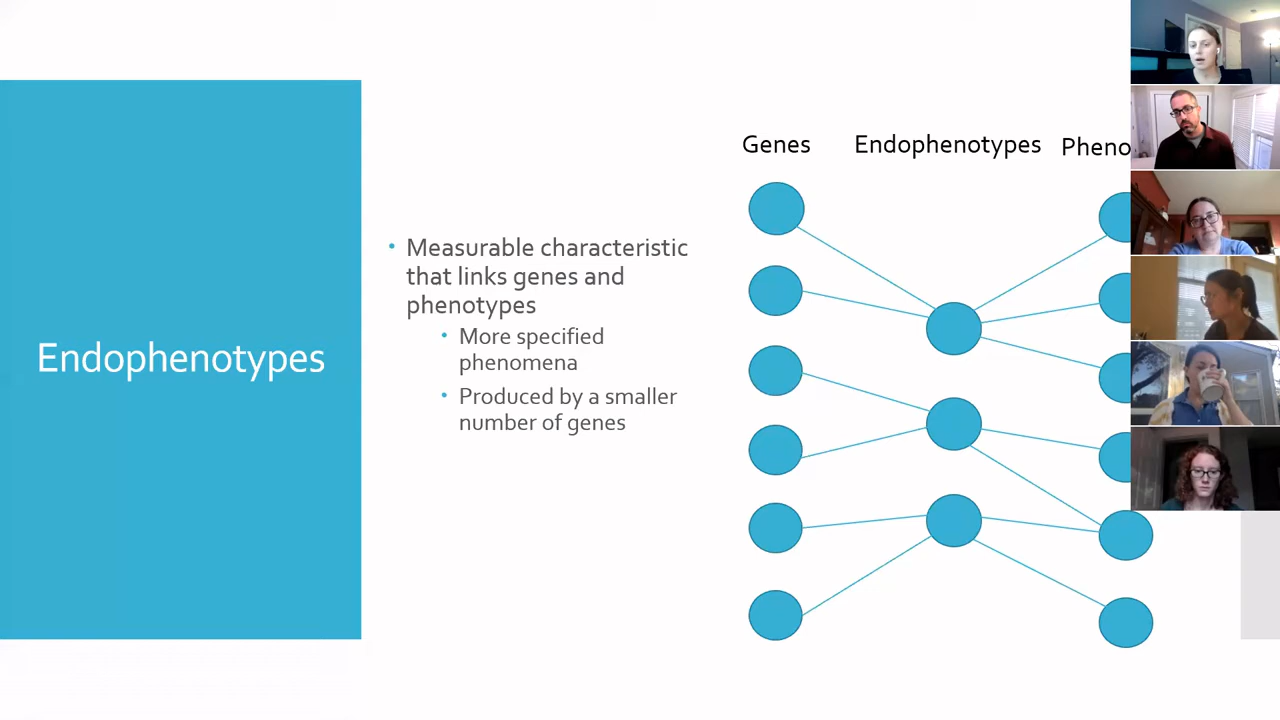 Genes Endophenotypes Pheno
• Measurable characteristic
that links genes and
phenotypes
• More specified
phenomena
• Produced by a smaller
number of genes
Endophenotypes